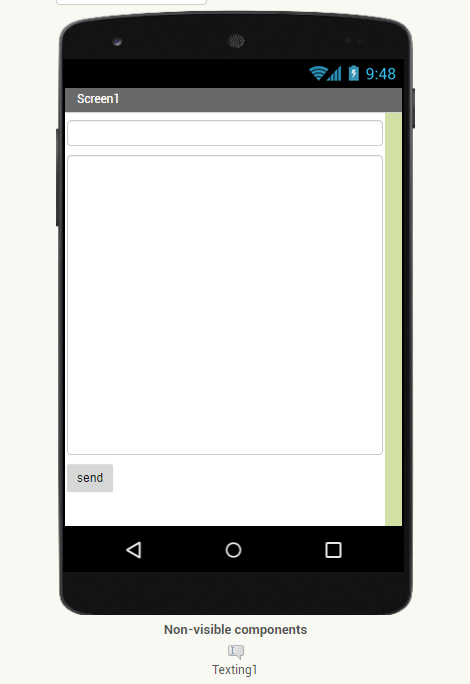 9:48
Screen1
send
Non-visible components
Texting1